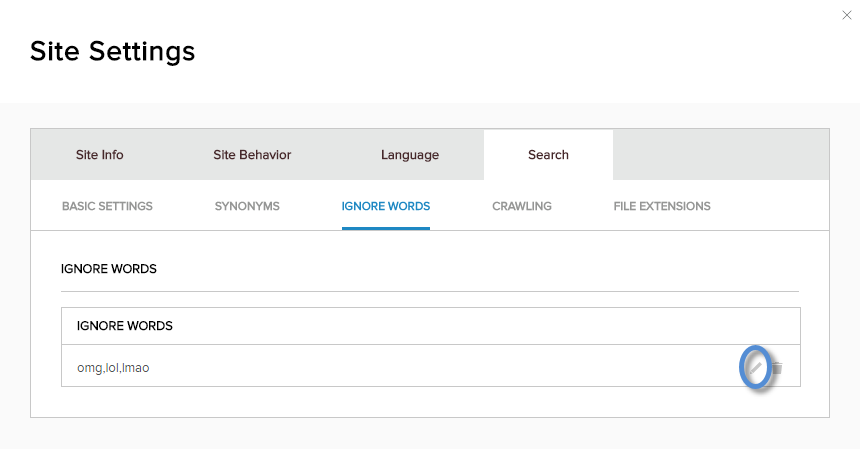 Site Settings
Site Info Site Behavior Language Search
BASIC SETTINGS SYNONYMS IGNORE WORDS CRAWLING FILE EXTENSIONS
IGNORE WORDS
IGNORE WORDS
omg,lol,lmao